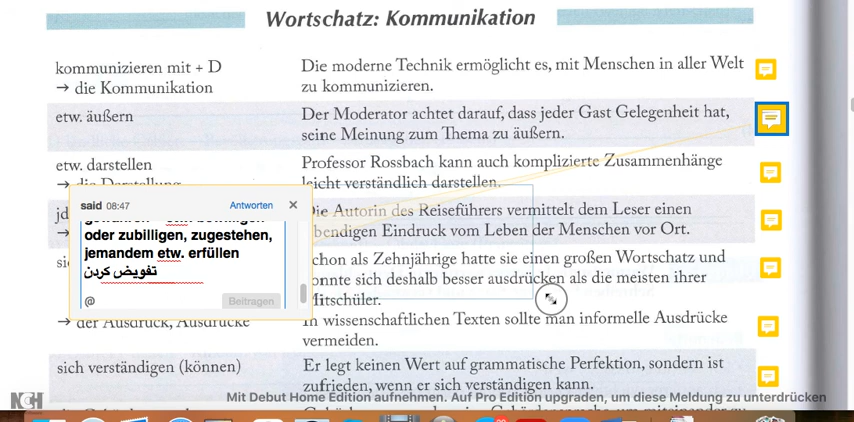 Wortschatz: Kommunikation
kommunizieren mit + D
→ die Kommunikation
Die moderne Technik ermöglicht es, mit Menschen in aller Welt
zu kommunizieren.
etw. äußern
Der Moderator achtet darauf, dass jeder Gast Gelegenheit hat,
seine Meinung zum Thema zu äußern.
etw. darstellen
→ die Darstellung
Professor Rossbach kann auch komplizierte Zusammenhänge
leicht verständlich darstellen.
jd
→
Die Autorin des Reiseführers vermittelt dem Leser einen
bendigen Eindruck vom Leben der Menschen vor Ort.
si
chon als Zehnjährige hatte sie einen großen Wortschatz und
onnte sich deshalb besser ausdrücken als die meisten ihrer
Mitschüler.
→ der Ausdruck, Ausdrücke
In wissenschaftlichen Texten sollte man informelle Ausdrücke
vermeiden.
sich verständigen (können)
Er legt keinen Wert auf grammatische Perfektion, sondern ist
zufrieden, wenn er sich verständigen kann.
said 08:47
Antworten
oder zubilligen, zugestehen,
jemandem etw. erfüllen
تفویض کردن
@
Beitragen
NCH
Mit Debut Home Edition aufnehmen. Auf Pro Edition upgraden, um diese Meldung zu unterdrücken